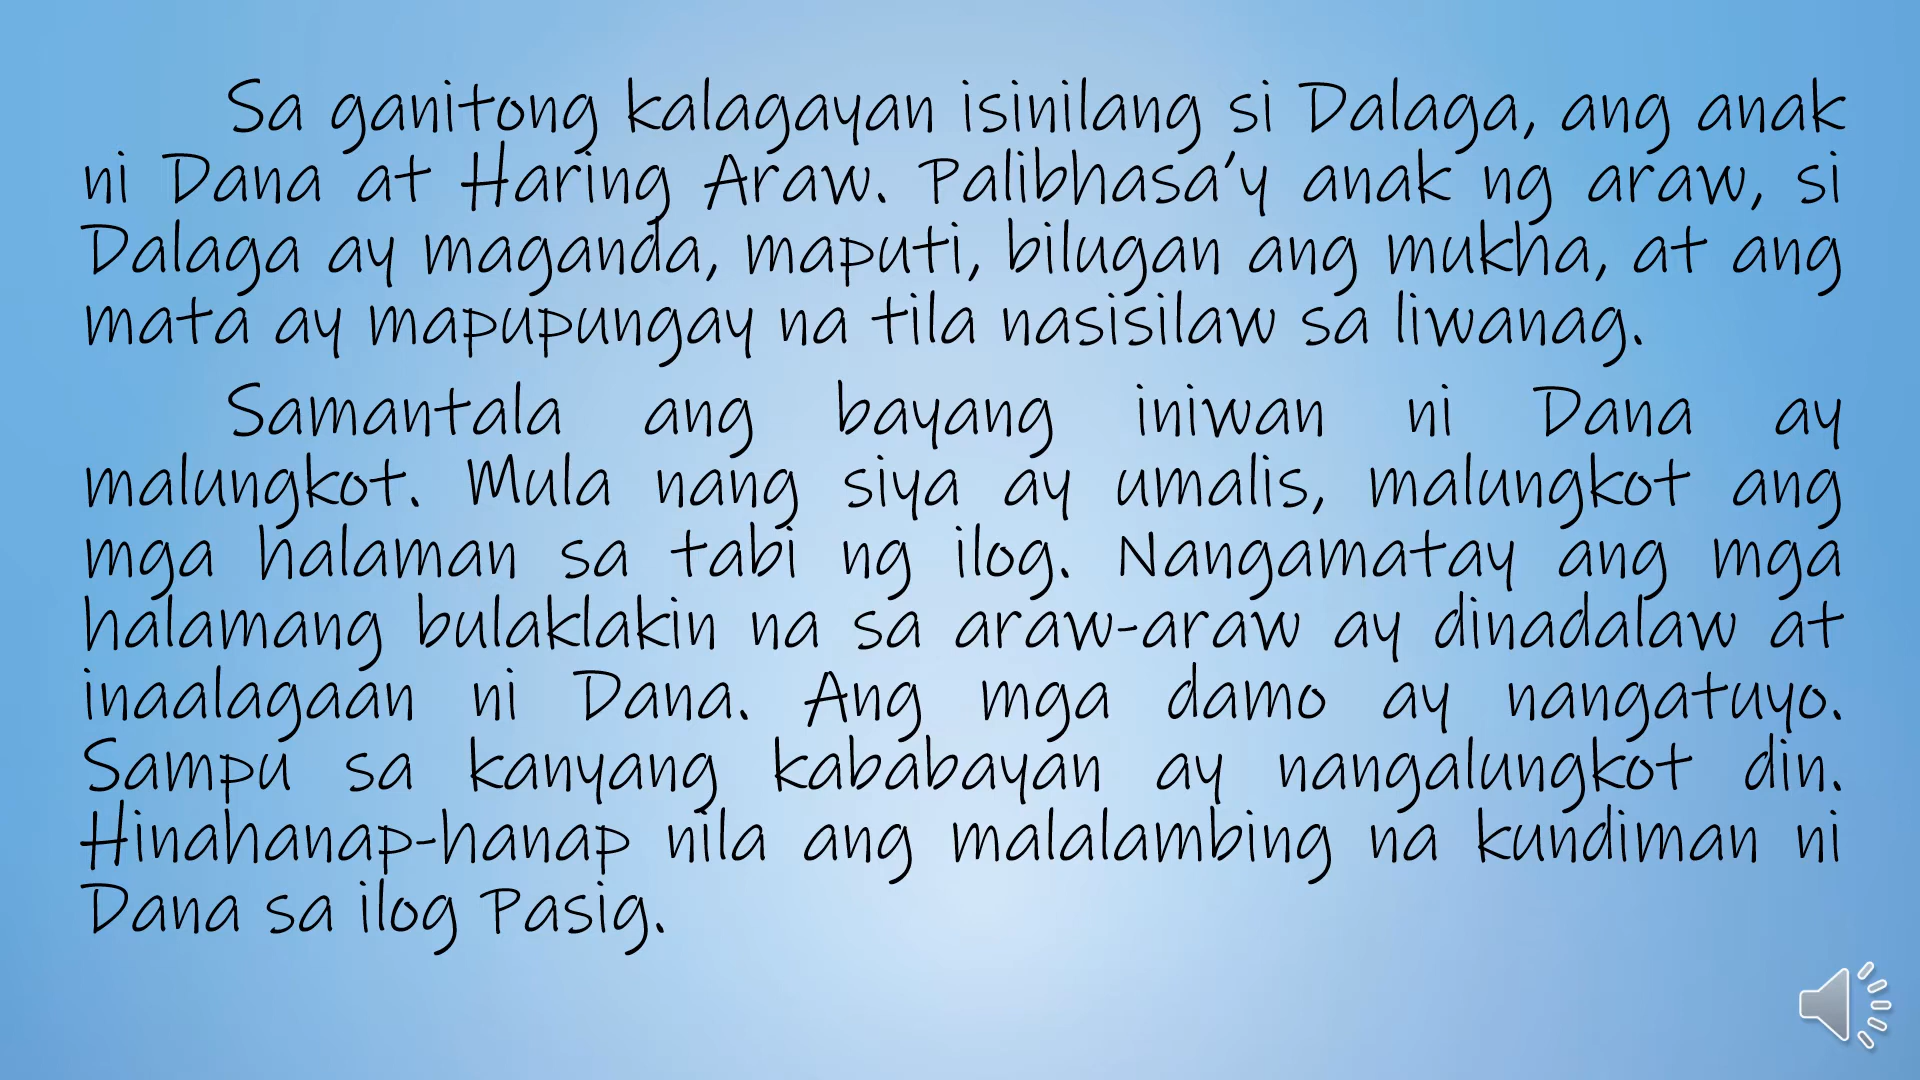 Sa ganitong kalagayan isinilang si Dalaga, ang anak
ni Dana at Haring Araw. Palibhasa'y anak ng araw, si
Dalaga ay maganda, maputi, bilugan ang mukha, at ang
mata ay mapupungay na tila nasisilaw sa liwanag.
Samantala ang bayang iniwan ni Dana ay
malungkot. Mula nang siya ay umalis, malungkot ang
mga halaman sa tabi ng ilog. Nangamatay ang mga
halamang bulaklakin na sa araw-araw ay dinadalaw at
inaalagaan ni Dana. Ang mga damo ay nangatuyo.
Sampu sa kanyang kababayan ay nangalungkot din.
Hinahanap-hanap nila ang malalambing na kundiman ni
Dana sa ilog Pasig.